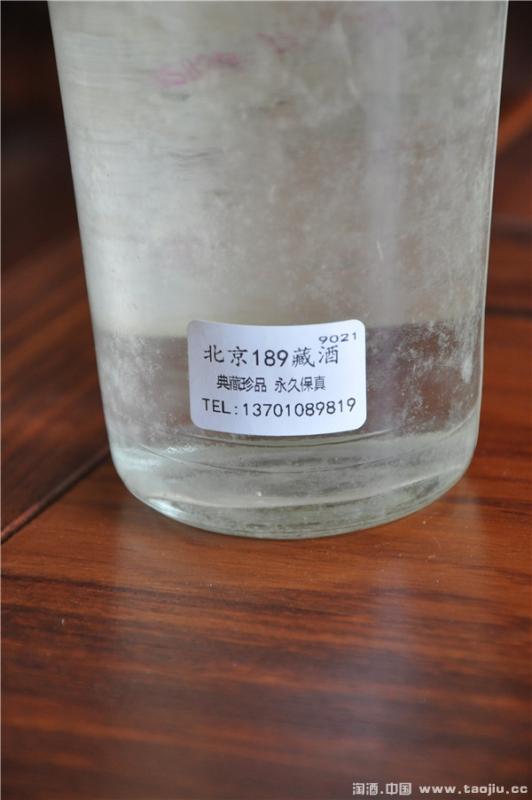 9021
北京189藏酒
典藏珍品 永久保真
TEL:13701089819
淘酒.中国 www.taojiu.cc